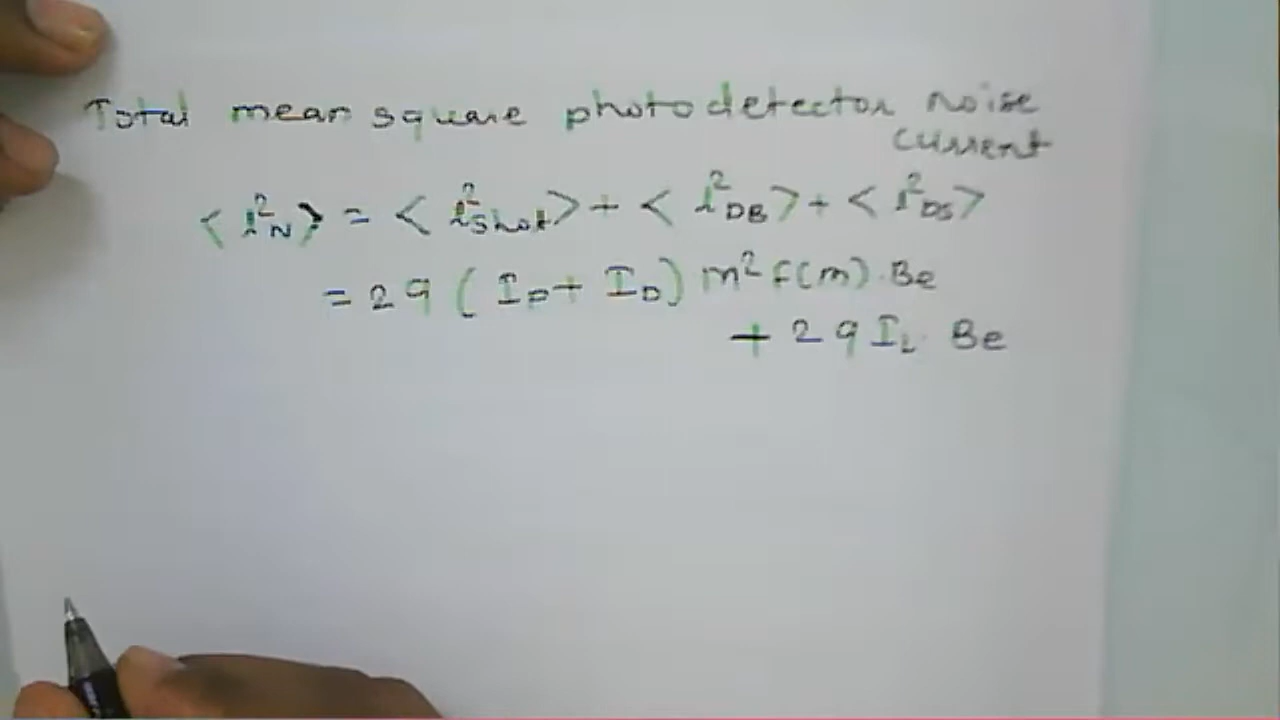 Total mean square photodetector noise
current
< i²N > = < i²shot > + < i²DB > + < i²DS >
= 2q ( IP + ID ) m² F(m) . Be
+ 2q IL . Be